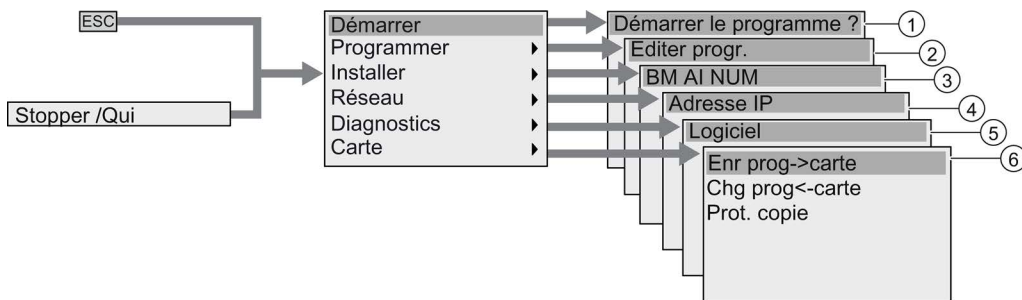 ESC
Stopper /Qui
Démarrer
Programmer
Installer
Réseau
Diagnostics
Carte
Démarrer le programme ?
1
Editer progr.
2
BM AI NUM
3
Adresse IP
4
Logiciel
5
Enr prog->carte
6
Chg prog<-carte
Prot. copie